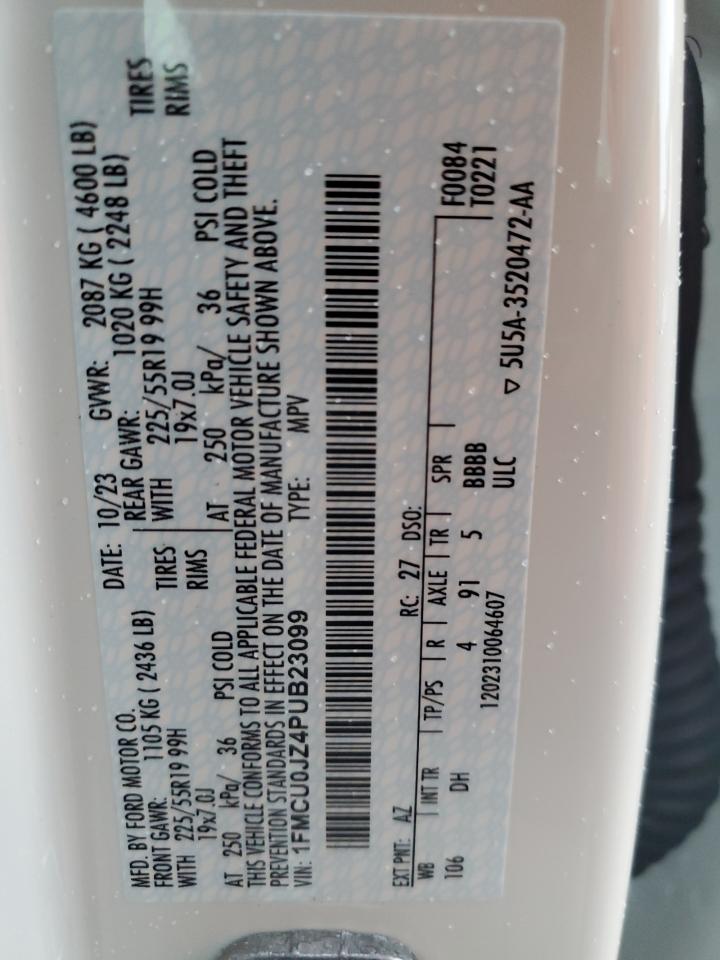 MFD. BY FORD MOTOR CO.
DATE: 10/23 GVWR: 2087 KG ( 4600 LB)
FRONT GAWR: 1105 KG ( 2436 LB) REAR GAWR: 1020 KG ( 2248 LB)
WITH 225/55R19 99H TIRES WITH 225/55R19 99H TIRES
19x7.0J RIMS 19x7.0J RIMS
AT 250 kPa/ 36 PSI COLD AT 250 kPa/ 36 PSI COLD
THIS VEHICLE CONFORMS TO ALL APPLICABLE FEDERAL MOTOR VEHICLE SAFETY AND THEFT
PREVENTION STANDARDS IN EFFECT ON THE DATE OF MANUFACTURE SHOWN ABOVE.
VIN: 1FMCU0JZ4PUB23099 TYPE: MPV
EXT PNT: AZ RC: 27 DSO: F0084
WB INT TR TP/PS R AXLE TR SPR T0221
106 DH 4 91 5 BBBB
1202310064607 ULC
▽ 5U5A-3520472-AA